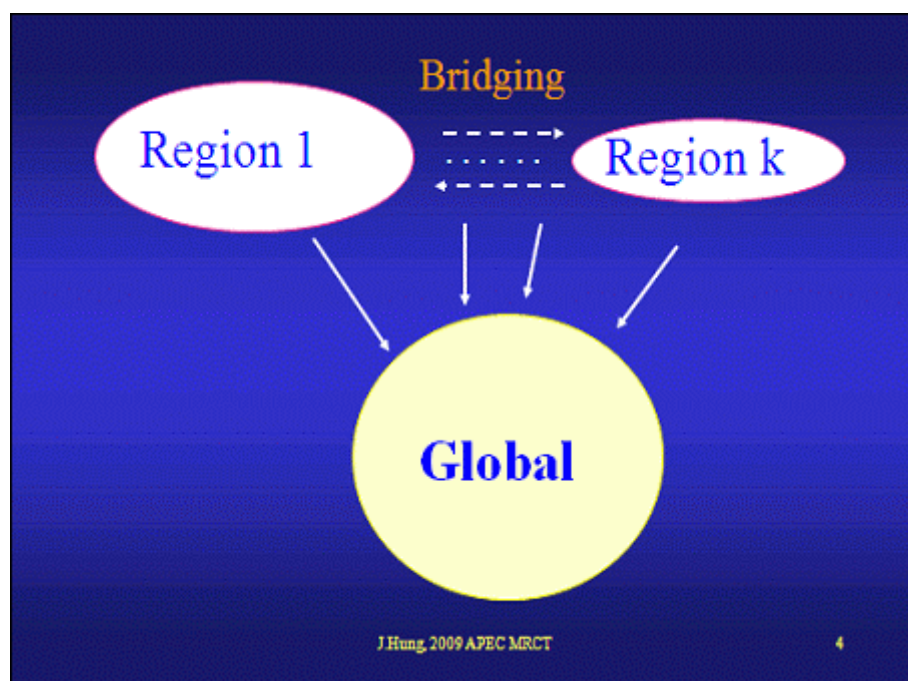 Bridging
Region 1
Region k
Global
J.Hung, 2009 APEC MRCT
4